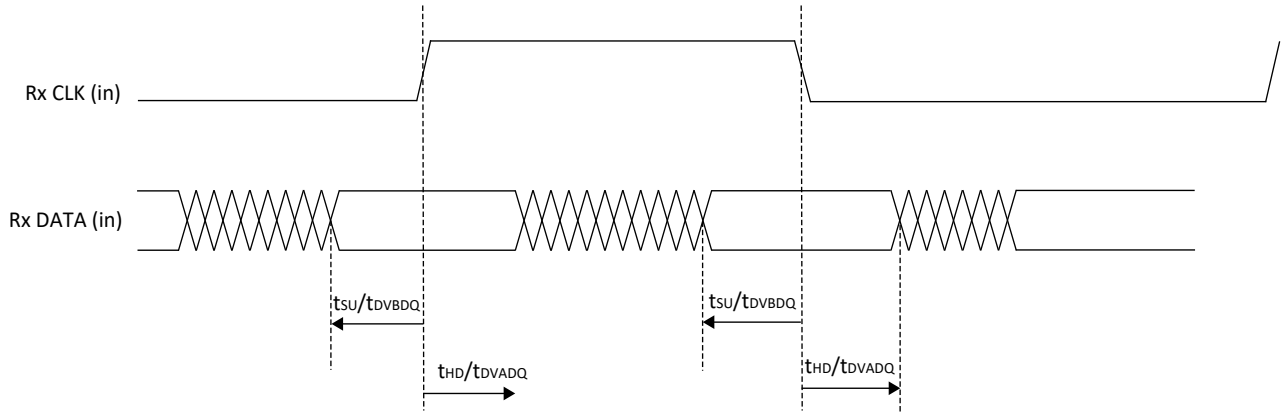 Rx CLK (in)
Rx DATA (in)
tSU/tDVBDQ
tSU/tDVBDQ
tHD/tDVADQ
tHD/tDVADQ